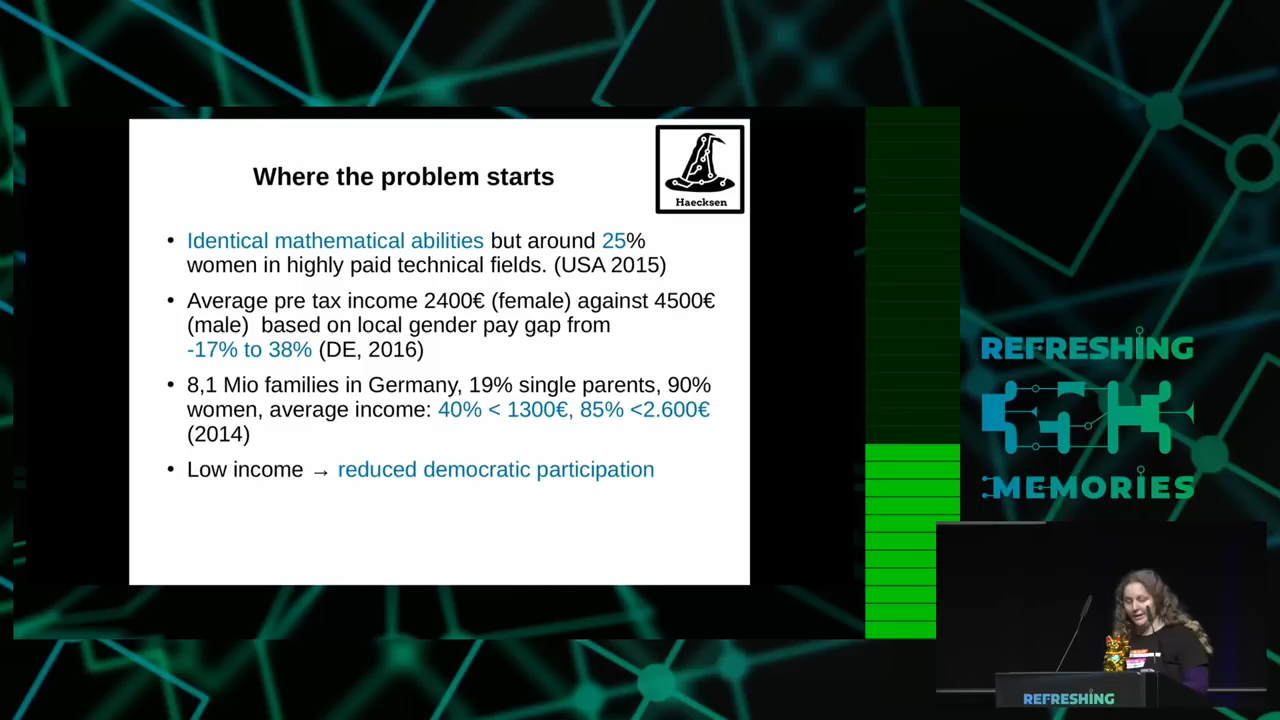 Where the problem starts
Haecksen
• Identical mathematical abilities but around 25%
women in highly paid technical fields. (USA 2015)
• Average pre tax income 2400€ (female) against 4500€
(male)  based on local gender pay gap from
-17% to 38% (DE, 2016)
• 8,1 Mio families in Germany, 19% single parents, 90%
women, average income: 40% < 1300€, 85% <2.600€
(2014)
• Low income → reduced democratic participation
REFRESHING
MEMORIES
REFRESHING